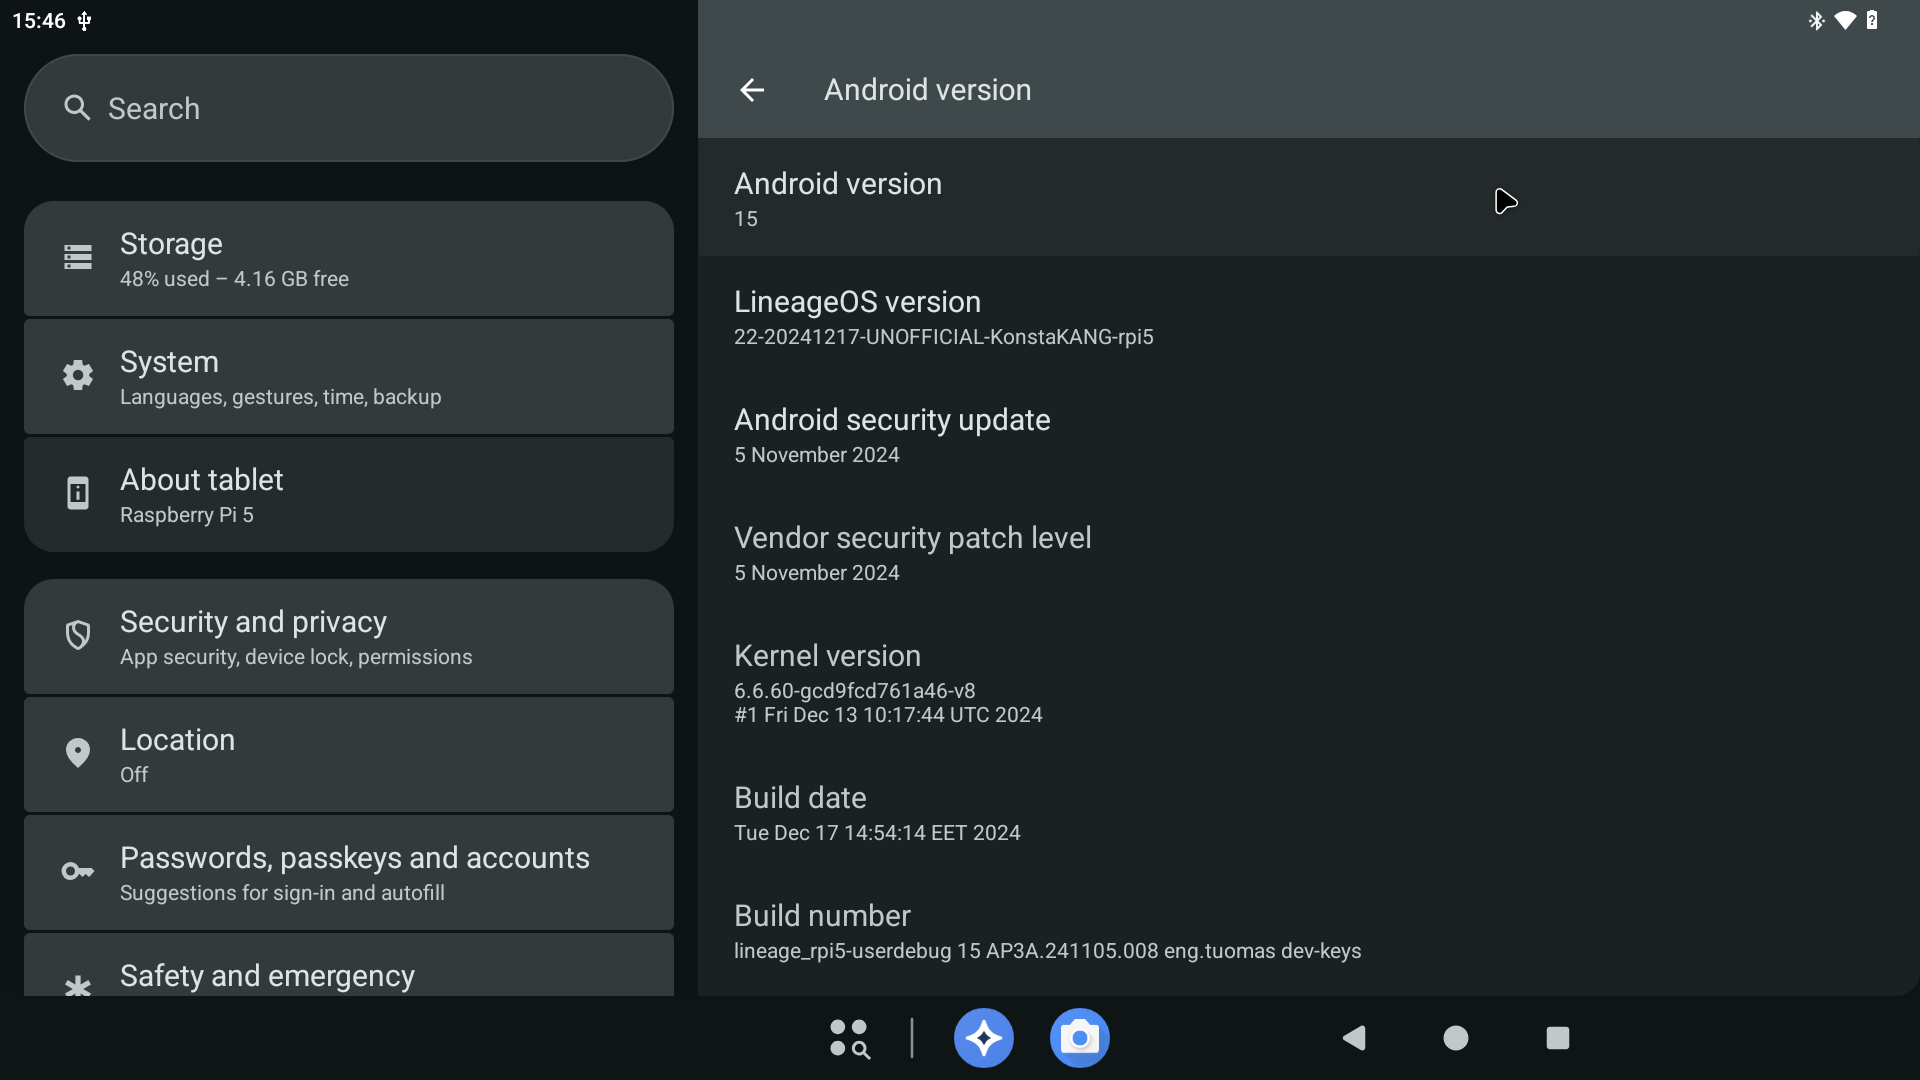 15:46
Search
Storage
48% used – 4.16 GB free
System
Languages, gestures, time, backup
About tablet
Raspberry Pi 5
Security and privacy
App security, device lock, permissions
Location
Off
Passwords, passkeys and accounts
Suggestions for sign-in and autofill
Safety and emergency
Android version
Android version
15
LineageOS version
22-20241217-UNOFFICIAL-KonstaKANG-rpi5
Android security update
5 November 2024
Vendor security patch level
5 November 2024
Kernel version
6.6.60-gcd9fcd761a46-v8
#1 Fri Dec 13 10:17:44 UTC 2024
Build date
Tue Dec 17 14:54:14 EET 2024
Build number
lineage_rpi5-userdebug 15 AP3A.241105.008 eng.tuomas dev-keys